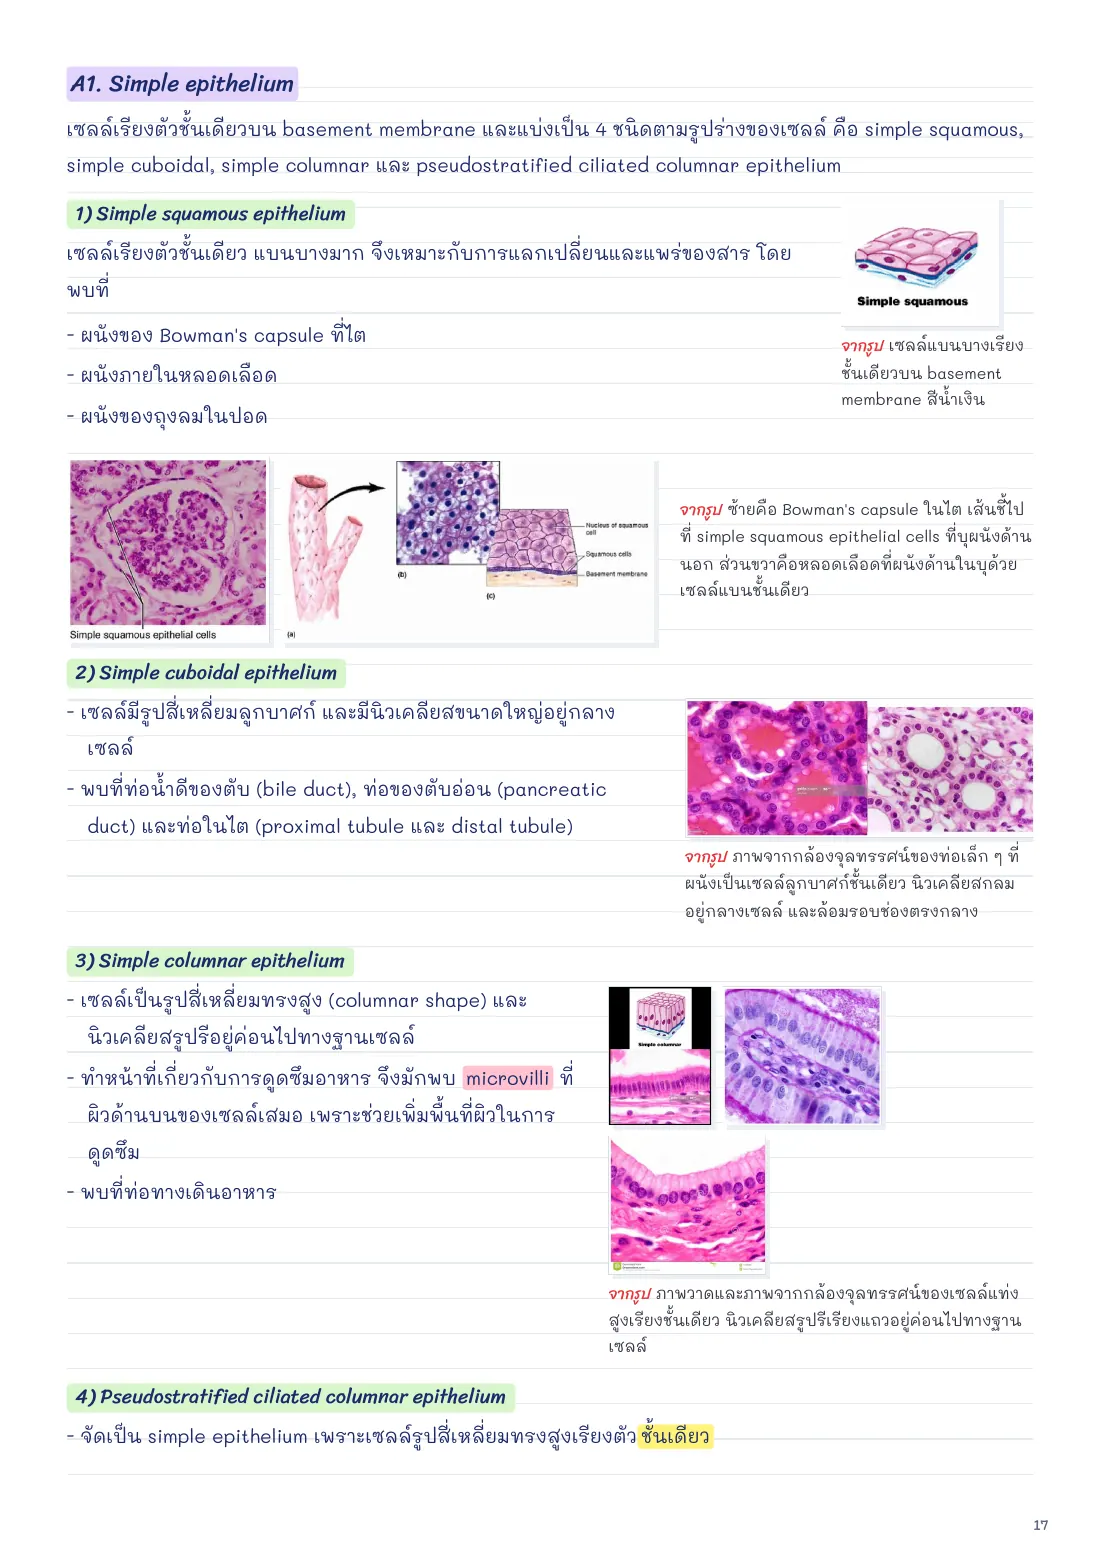 A1. Simple epithelium
เซลล์เรียงตัวชั้นเดียวบน basement membrane และแบ่งเป็น 4 ชนิดตามรูปร่างของเซลล์ คือ simple squamous,
simple cuboidal, simple columnar และ pseudostratified ciliated columnar epithelium
1) Simple squamous epithelium
เซลล์เรียงตัวชั้นเดียว แบนบางมาก จึงเหมาะกับการแลกเปลี่ยนและแพร่ของสาร โดย
พบที่
- ผนังของ Bowman's capsule ที่ไต
- ผนังภายในหลอดเลือด
- ผนังของถุงลมในปอด
Simple squamous
จากรูป เซลล์แบนบางเรียง
ชั้นเดียวบน basement
membrane สีน้ำเงิน
Simple squamous epithelial cells
(a)
(b)
(c)
Nucleus of squamous
cell
Squamous cells
Basement membrane
จากรูป ซ้ายคือ Bowman's capsule ในไต เส้นชี้ไป
ที่ simple squamous epithelial cells ที่บุผนังด้าน
นอก ส่วนขวาคือหลอดเลือดที่ผนังด้านในบุด้วย
เซลล์แบนชั้นเดียว
2) Simple cuboidal epithelium
- เซลล์มีรูปสี่เหลี่ยมลูกบาศก์ และมีนิวเคลียสขนาดใหญ่อยู่กลาง
เซลล์
- พบที่ท่อน้ำดีของตับ (bile duct), ท่อของตับอ่อน (pancreatic
duct) และท่อในไต (proximal tubule และ distal tubule)
จากรูป ภาพจากกล้องจุลทรรศน์ของท่อเล็ก ๆ ที่
ผนังเป็นเซลล์ลูกบาศก์ชั้นเดียว นิวเคลียสกลม
อยู่กลางเซลล์ และล้อมรอบช่องตรงกลาง
3) Simple columnar epithelium
- เซลล์เป็นรูปสี่เหลี่ยมทรงสูง (columnar shape) และ
นิวเคลียสรูปรีอยู่ค่อนไปทางฐานเซลล์
- ทำหน้าที่เกี่ยวกับการดูดซึมอาหาร จึงมักพบ microvilli ที่
ผิวด้านบนของเซลล์เสมอ เพราะช่วยเพิ่มพื้นที่ผิวในการ
ดูดซึม
- พบที่ท่อทางเดินอาหาร
Simple columnar
จากรูป ภาพวาดและภาพจากกล้องจุลทรรศน์ของเซลล์แท่ง
สูงเรียงชั้นเดียว นิวเคลียสรูปรีเรียงแถวอยู่ค่อนไปทางฐาน
เซลล์
4) Pseudostratified ciliated columnar epithelium
- จัดเป็น simple epithelium เพราะเซลล์รูปสี่เหลี่ยมทรงสูงเรียงตัว ชั้นเดียว
17